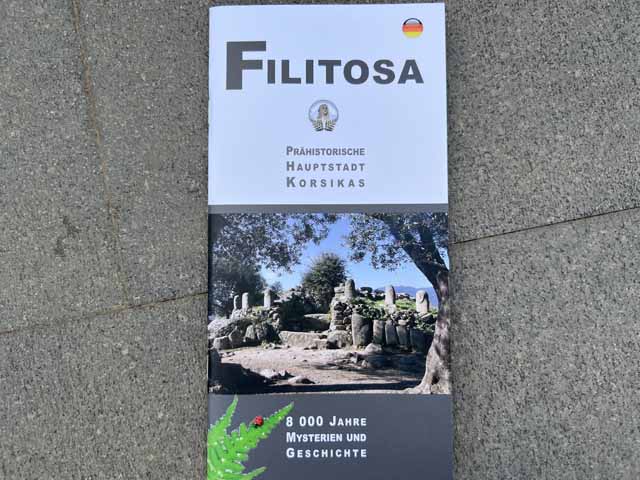 FILITOSA
PRÄHISTORISCHE
HAUPTSTADT
KORSIKAS
8 000 JAHRE
MYSTERIEN UND
GESCHICHTE